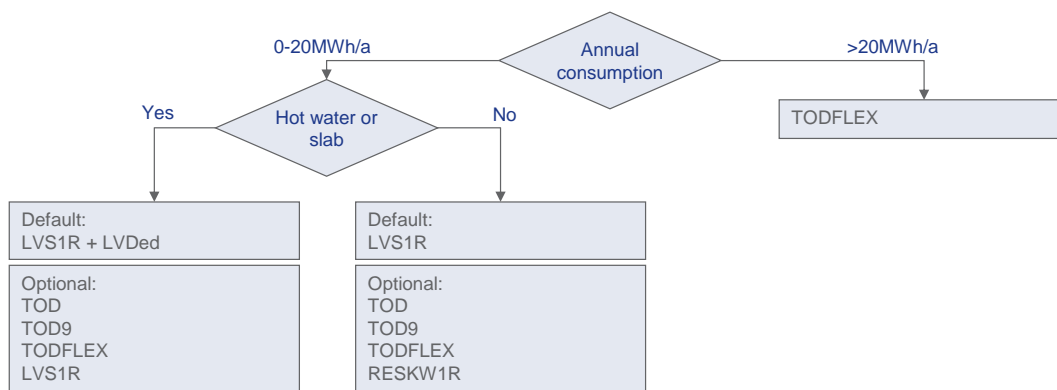 0-20MWh/a
Annual
consumption
>20MWh/a
TODFLEX
Yes
Hot water or
slab
No
Default:
LVS1R + LVDed
Optional:
TOD
TOD9
TODFLEX
LVS1R
Default:
LVS1R
Optional:
TOD
TOD9
TODFLEX
RESKW1R